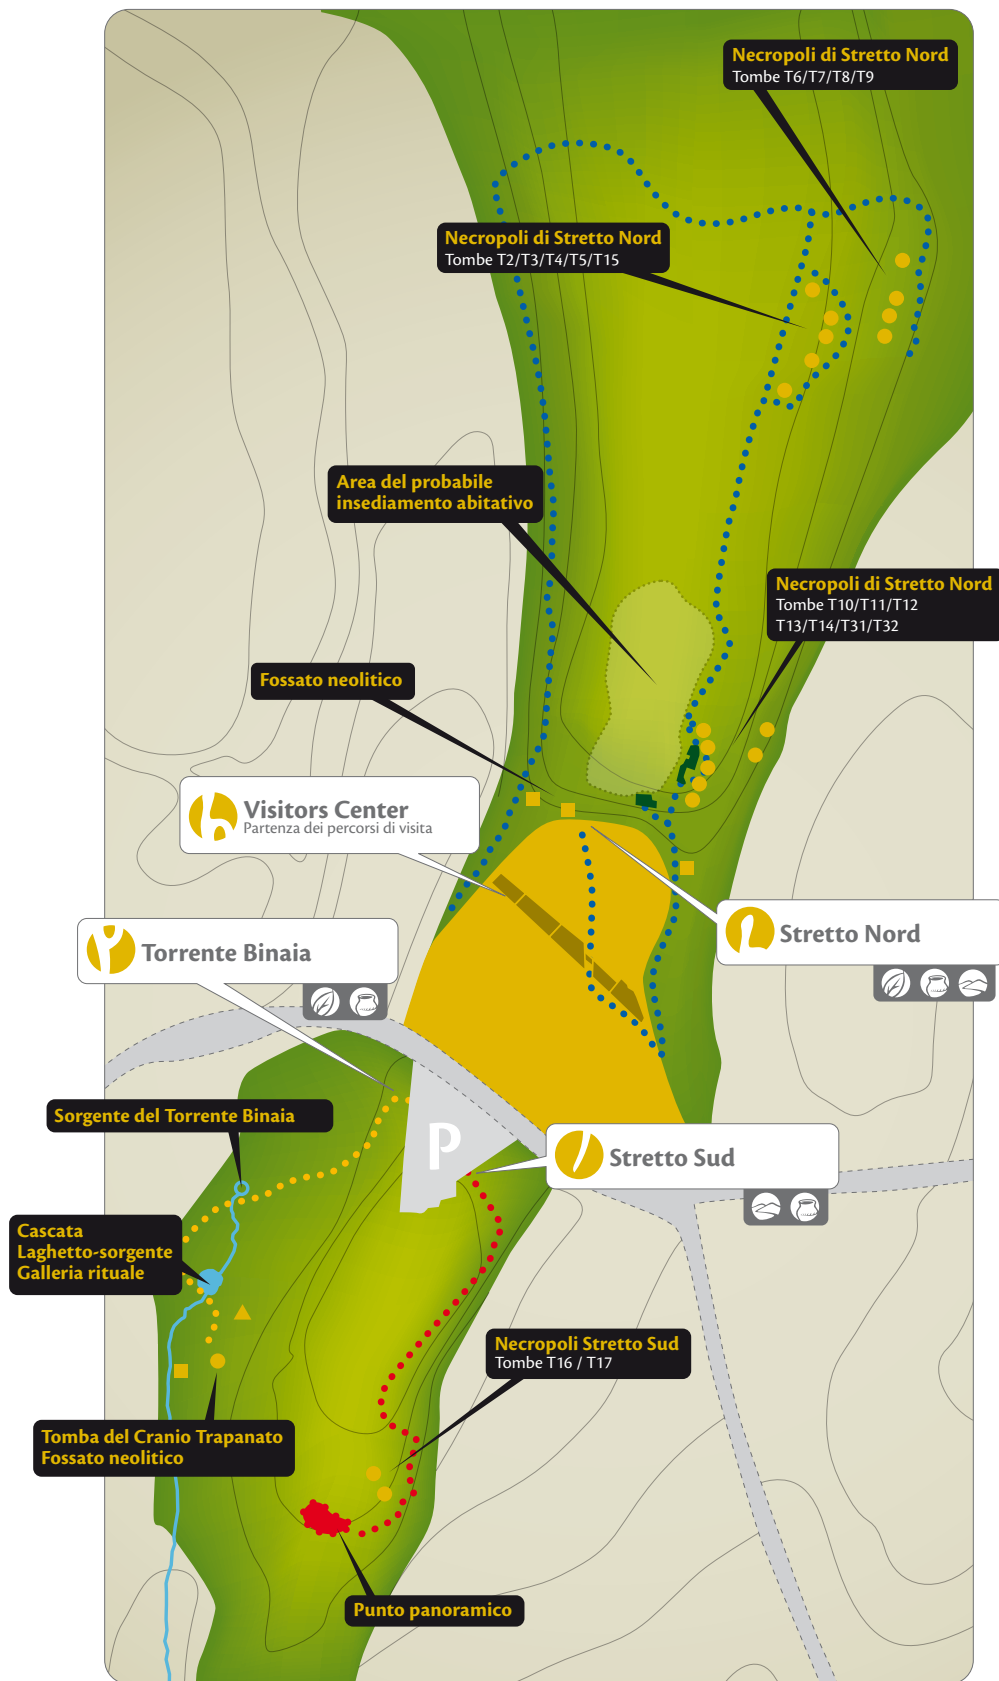 Necropoli di Stretto Nord
Tombe T6/T7/T8/T9
Necropoli di Stretto Nord
Tombe T2/T3/T4/T5/T15
Area del probabile
insediamento abitativo
Necropoli di Stretto Nord
Tombe T10/T11/T12
T13/T14/T31/T32
Fossato neolitico
Visitors Center
Partenza dei percorsi di visita
Stretto Nord
Torrente Binaia
Sorgente del Torrente Binaia
P
Stretto Sud
Cascata
Laghetto-sorgente
Galleria rituale
Necropoli Stretto Sud
Tombe T16 / T17
Tomba del Cranio Trapanato
Fossato neolitico
Punto panoramico